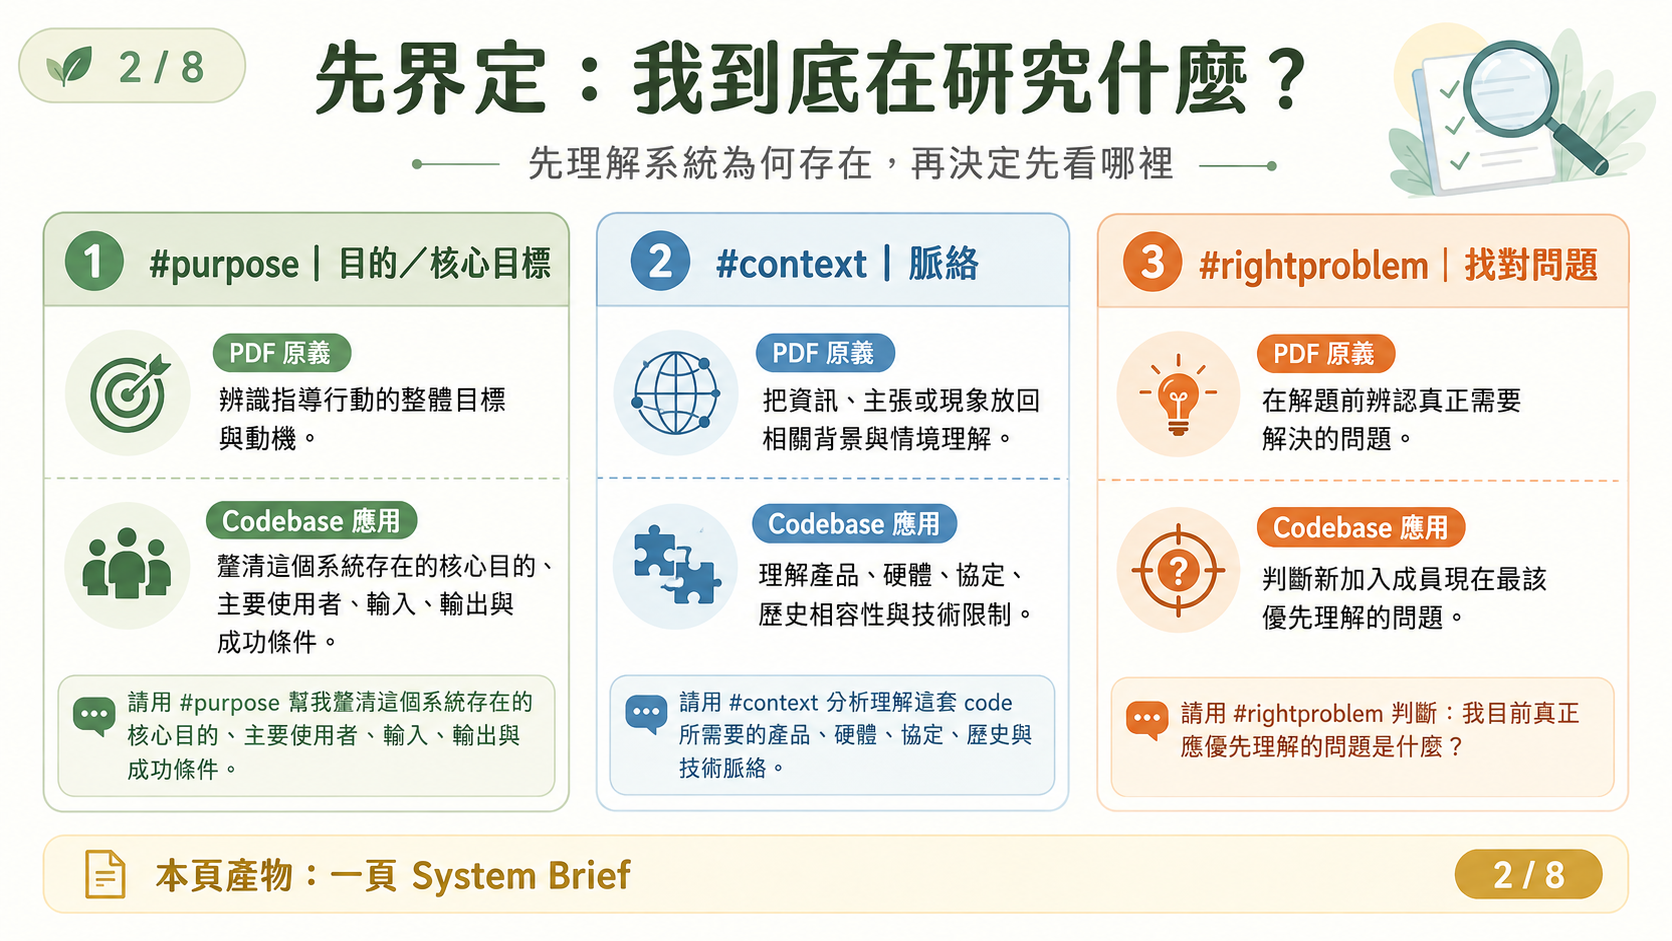 2 / 8
先界定：我到底在研究什麼？
先理解系統為何存在，再決定先看哪裡
1 #purpose｜目的／核心目標
PDF 原義
辨識指導行動的整體目標
與動機。
Codebase 應用
釐清這個系統存在的核心目的、
主要使用者、輸入、輸出與
成功條件。
請用 #purpose 幫我釐清這個系統存在的
核心目的、主要使用者、輸入、輸出與
成功條件。
2 #context｜脈絡
PDF 原義
把資訊、主張或現象放回
相關背景與情境理解。
Codebase 應用
理解產品、硬體、協定、
歷史相容性與技術限制。
請用 #context 分析理解這套 code
所需要的產品、硬體、協定、歷史與
技術脈絡。
3 #rightproblem｜找對問題
PDF 原義
在解題前辨認真正需要
解決的問題。
Codebase 應用
?
判斷新加入成員現在最該
優先理解的問題。
請用 #rightproblem 判斷：我目前真正
應優先理解的問題是什麼？
本頁產物：一頁 System Brief
2 / 8